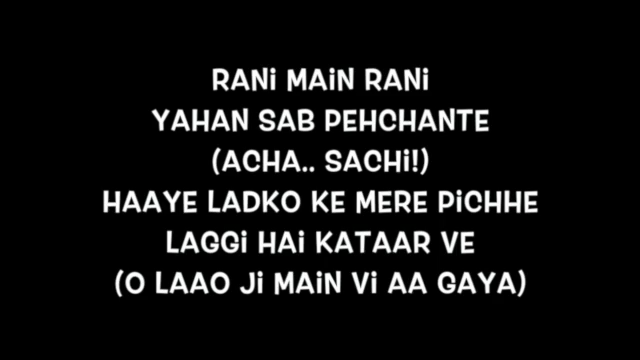 RANi MAiN RANi
YAHAN SAB PEHCHANTE
(ACHA.. SACHi!)
HAAYE LADKO KE MERE PiCHHE
LAGGi HAi KATAAR VE
(O LAAO Ji MAiN Vi AA GAYA)